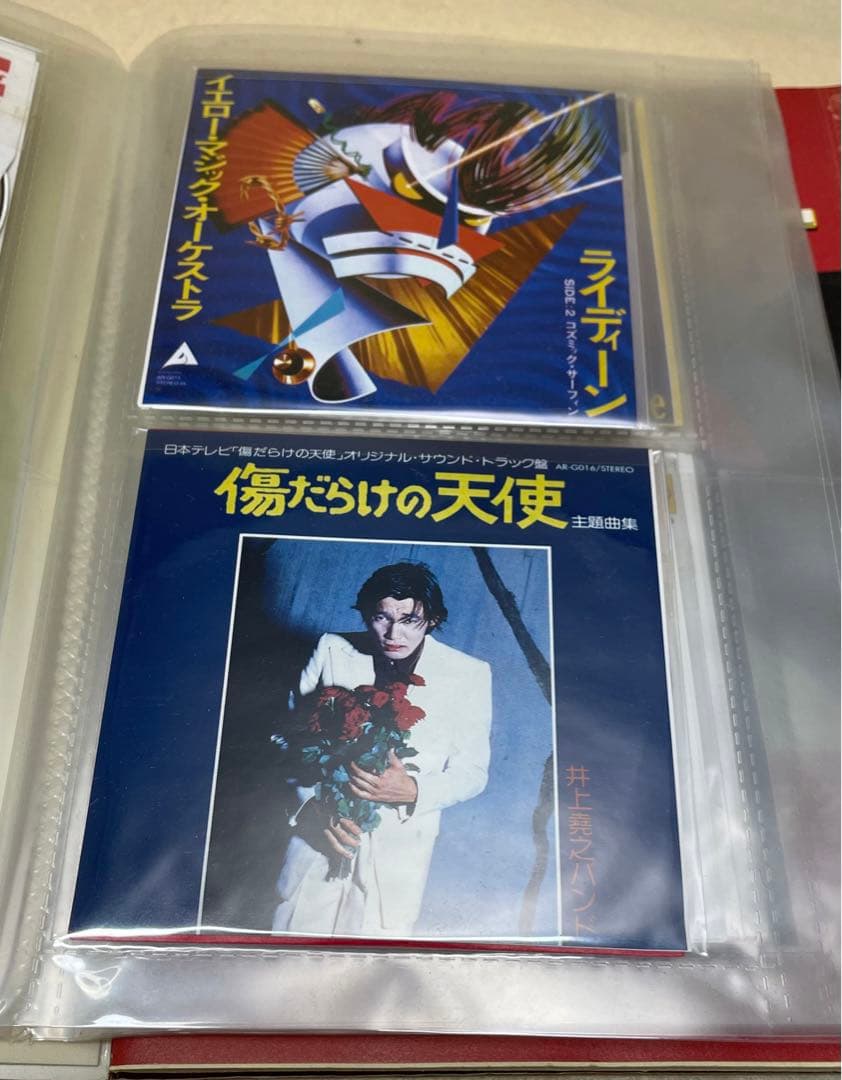 イエロー・マジック・オーケストラ
ライディーン
SIDE:2 コズミック・サーフィン
日本テレビ「傷だらけの天使」オリジナル・サウンド・トラック盤 AR-G016/STEREO
傷だらけの天使 主題曲集
井上堯之バンド